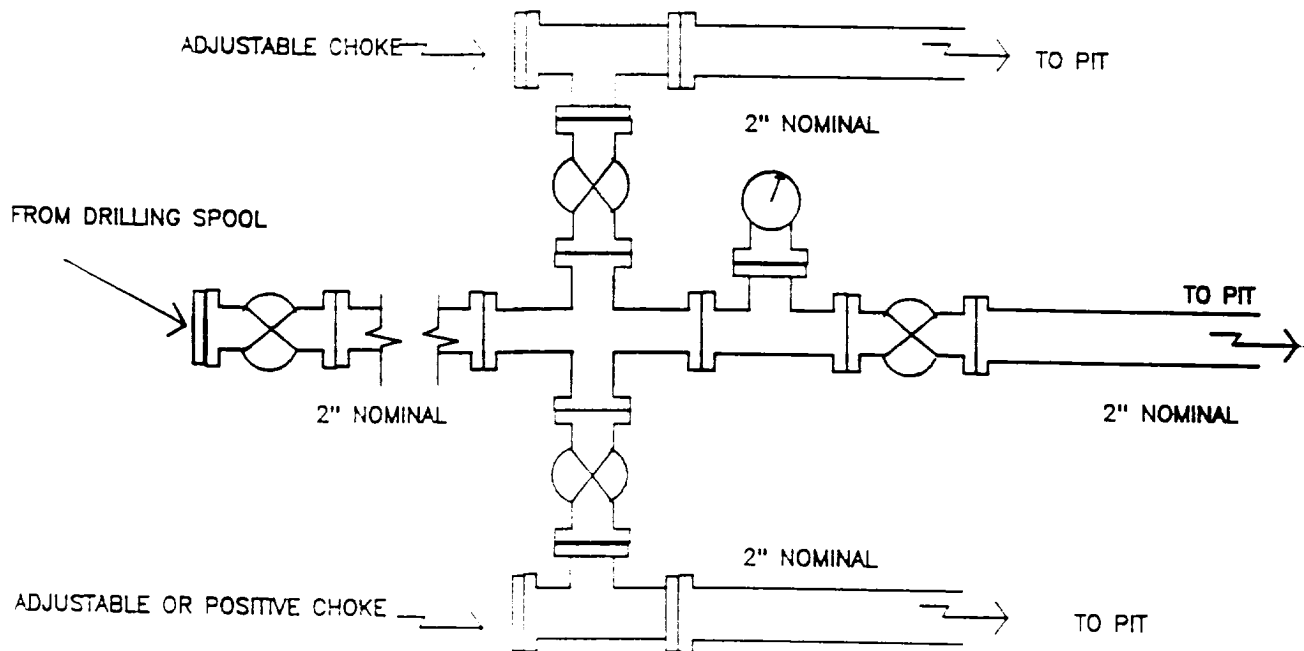 ADJUSTABLE CHOKE
TO PIT
2" NOMINAL
FROM DRILLING SPOOL
TO PIT
2" NOMINAL
2" NOMINAL
2" NOMINAL
ADJUSTABLE OR POSITIVE CHOKE
TO PIT